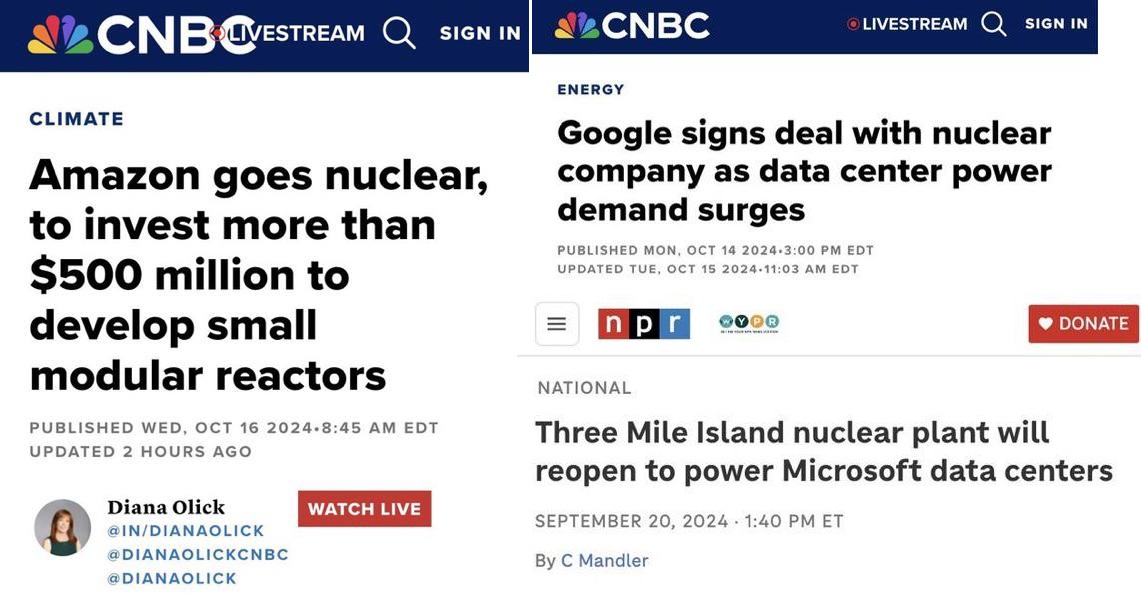 CNBC
LIVESTREAM
SIGN IN
CLIMATE
Amazon goes nuclear,
to invest more than
$500 million to
develop small
modular reactors
PUBLISHED WED, OCT 16 2024•8:45 AM EDT
UPDATED 2 HOURS AGO
Diana Olick
@IN/DIANAOLICK
@DIANAOLICKCNBC
@DIANAOLICK
WATCH LIVE
CNBC
LIVESTREAM
SIGN IN
ENERGY
Google signs deal with nuclear
company as data center power
demand surges
PUBLISHED MON, OCT 14 2024•3:00 PM EDT
UPDATED TUE, OCT 15 2024•11:03 AM EDT
npr
WYPR
DONATE
NATIONAL
Three Mile Island nuclear plant will
reopen to power Microsoft data centers
SEPTEMBER 20, 2024 · 1:40 PM ET
By C Mandler